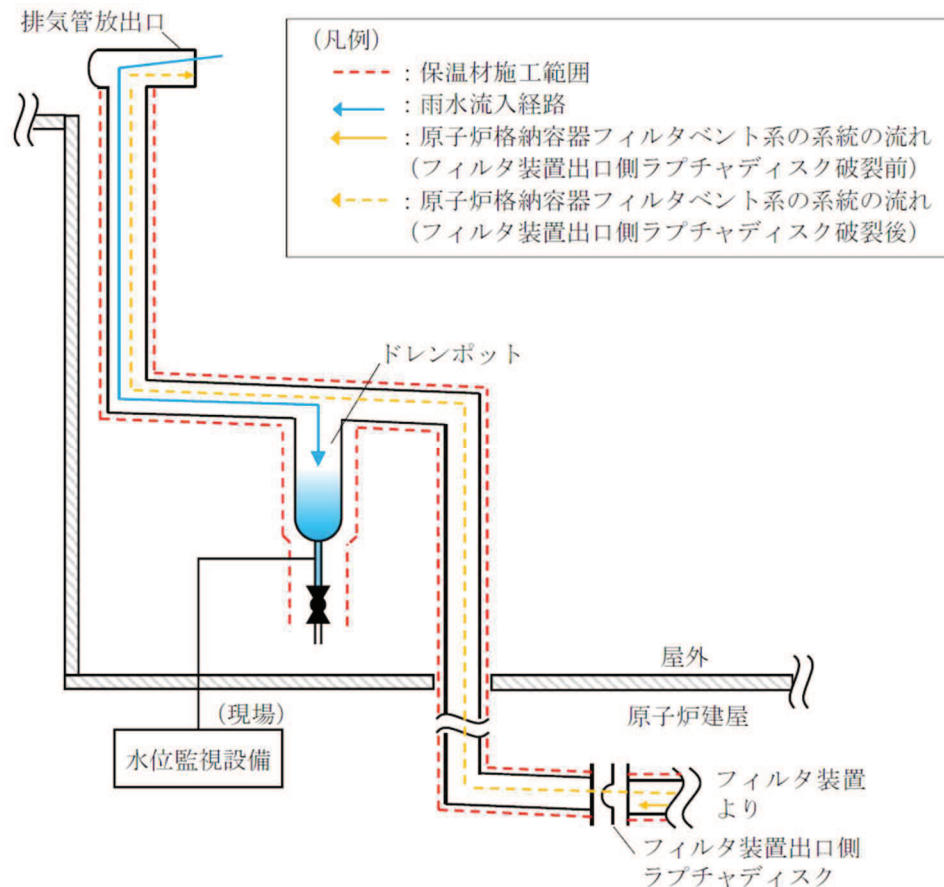 排気管放出口
（凡例）
：保温材施工範囲
：雨水流入経路
：原子炉格納容器フィルタベント系の系統の流れ
（フィルタ装置出口側ラプチャディスク破裂前）
：原子炉格納容器フィルタベント系の系統の流れ
（フィルタ装置出口側ラプチャディスク破裂後）
ドレンポット
屋外
原子炉建屋
（現場）
水位監視設備
フィルタ装置
より
フィルタ装置出口側
ラプチャディスク